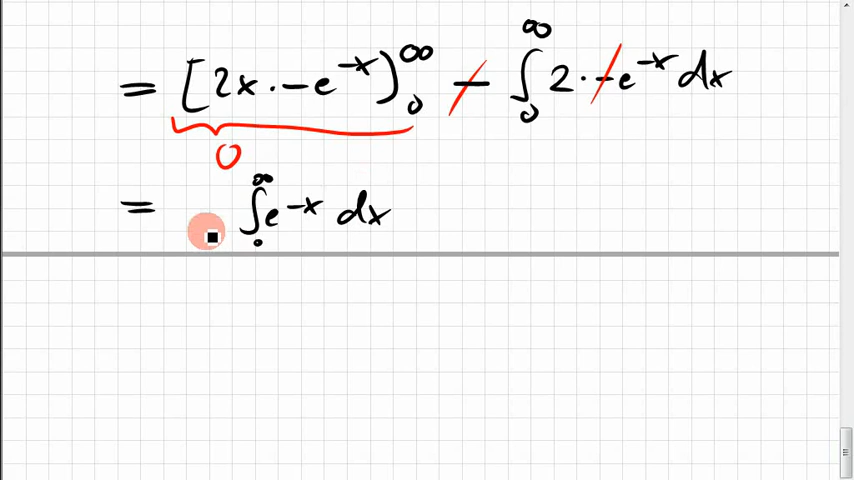 = [2x · -e^{-x}]_0^∞ - ∫_0^∞ 2 · -e^{-x} dx
0
= ∫_0^∞ e^{-x} dx